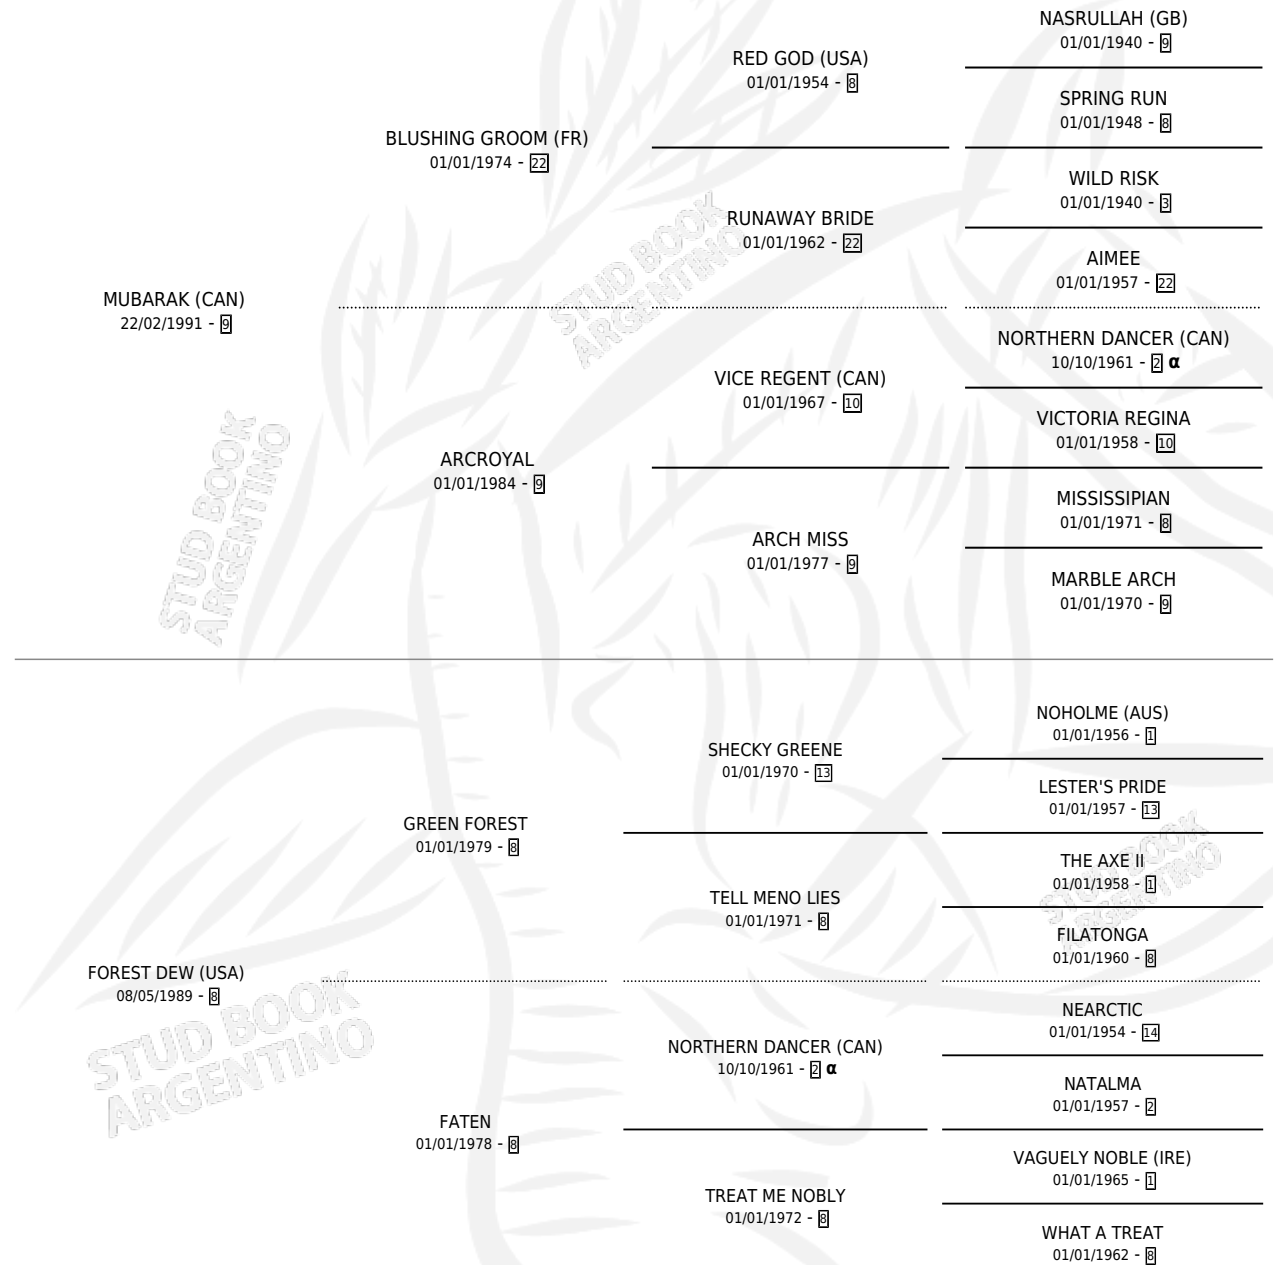 NASRULLAH (GB)
01/01/1940 - 9
RED GOD (USA)
01/01/1954 - 8
SPRING RUN
01/01/1948 - 8
BLUSHING GROOM (FR)
01/01/1974 - 22
WILD RISK
01/01/1940 - 3
RUNAWAY BRIDE
01/01/1962 - 22
AIMEE
01/01/1957 - 22
MUBARAK (CAN)
22/02/1991 - 9
NORTHERN DANCER (CAN)
10/10/1961 - 2 α
VICE REGENT (CAN)
01/01/1967 - 10
VICTORIA REGINA
01/01/1958 - 10
ARCROYAL
01/01/1984 - 9
MISSISSIPIAN
01/01/1971 - 8
ARCH MISS
01/01/1977 - 9
MARBLE ARCH
01/01/1970 - 9
NOHOLME (AUS)
01/01/1956 - 1
SHECKY GREENE
01/01/1970 - 13
LESTER'S PRIDE
01/01/1957 - 13
GREEN FOREST
01/01/1979 - 8
THE AXE II
01/01/1958 - 1
TELL MENO LIES
01/01/1971 - 8
FILATONGA
01/01/1960 - 8
FOREST DEW (USA)
08/05/1989 - 8
NEARCTIC
01/01/1954 - 14
NORTHERN DANCER (CAN)
10/10/1961 - 2 α
NATALMA
01/01/1957 - 2
FATEN
01/01/1978 - 8
VAGUELY NOBLE (IRE)
01/01/1965 - 1
TREAT ME NOBLY
01/01/1972 - 8
WHAT A TREAT
01/01/1962 - 8
STUD BOOK
ARGENTINO
STUD BOOK
ARGENTINO
STUD BOOK
ARGENTINO
STUD BOOK
ARGENTINO